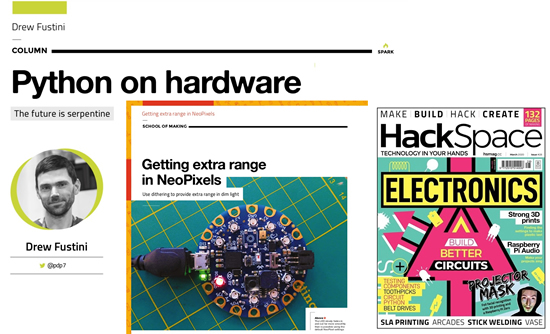 Drew Fustini
COLUMN
SPARK
Python on hardware
The future is serpentine
Drew Fustini
@pdp7
Getting extra range in NeoPixels
SCHOOL OF MAKING
Getting extra range
in NeoPixels
Use dithering to provide extra range in dim light
MAKE BUILD HACK CREATE
132
PAGES
HackSpace
TECHNOLOGY IN YOUR HANDS
ELECTRONICS
Strong 3D
prints
Raspberry
Pi Audio
BUILD
BETTER
CIRCUITS
TESTING
COMPONENTS
TOOTHPICKS
CIRCUIT
PYTHON
BELT DRIVES
PROJECTOR
MASK
SLA PRINTING ARCADES STICK WELDING VASE